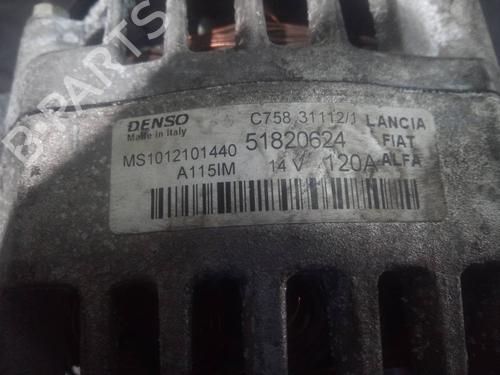 B-PARTS
DENSO
Made in Italy
C758 31112/1
LANCIA
MS1012101440
51820624
FIAT
A115IM
14 V
120A
ALFA